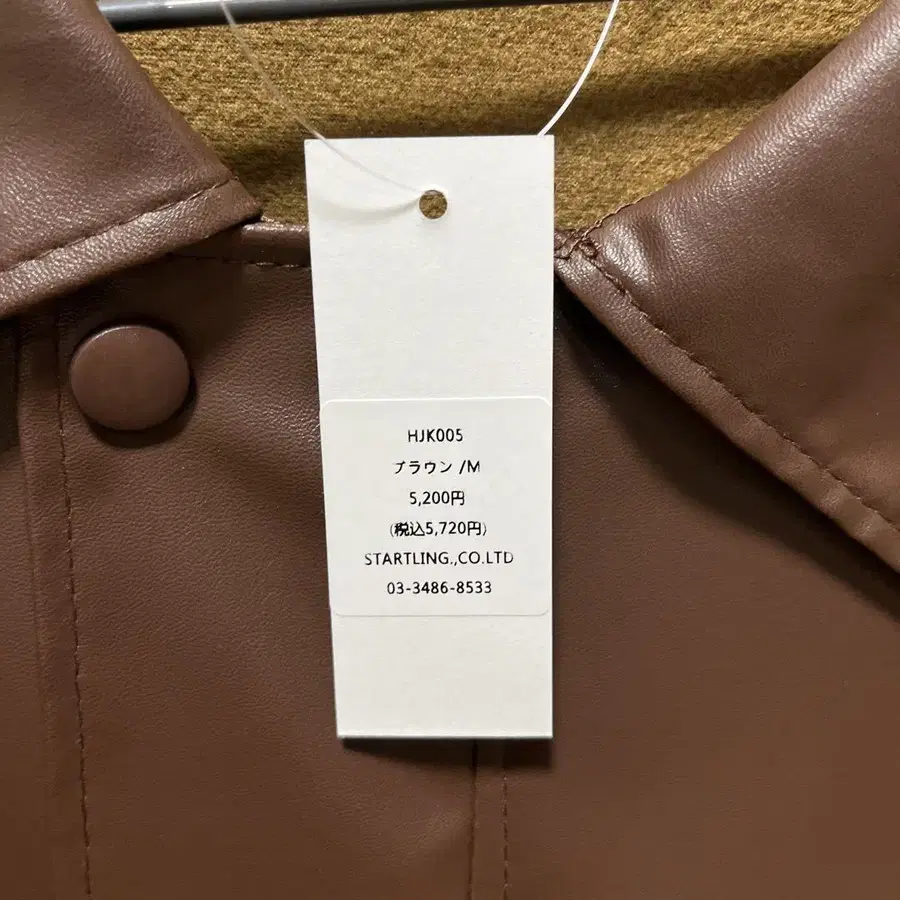 HJK005
ブラウン /M
5,200円
(税込5,720円)
STARTLING.,CO.LTD
03-3486-8533